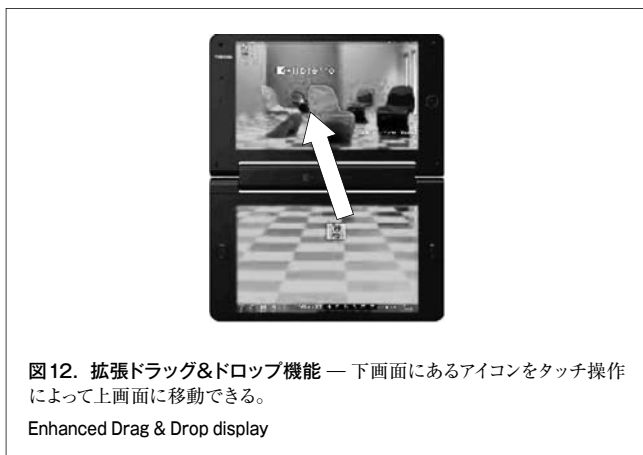 TOSHIBA
図12. 拡張ドラッグ&ドロップ機能 — 下画面にあるアイコンをタッチ操作
によって上画面に移動できる。
Enhanced Drag & Drop display